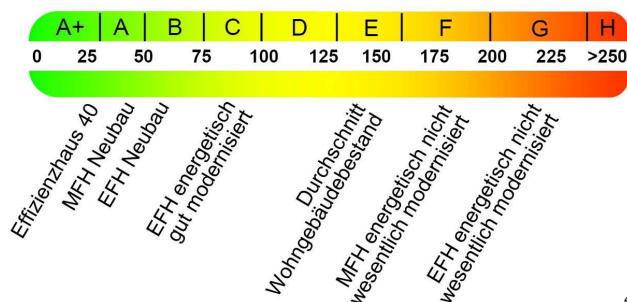 A+ A B C D E F G H
0 25 50 75 100 125 150 175 200 225 >250
Effizienzhaus 40
MFH Neubau
EFH Neubau
EFH energetisch
gut modernisiert
Durchschnitt
Wohngebäudebestand
MFH energetisch nicht
wesentlich modernisiert
EFH energetisch nicht
wesentlich modernisiert